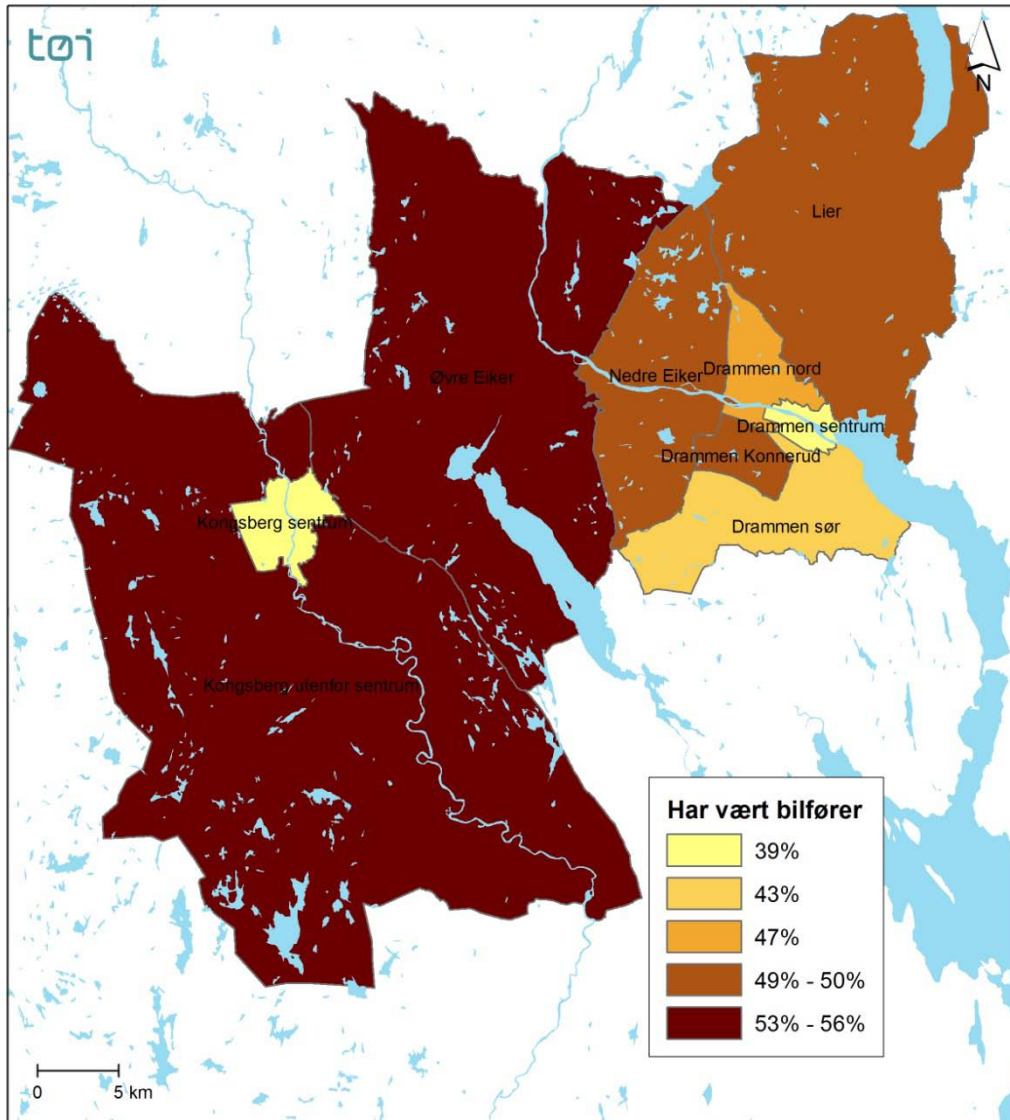 tøi
N
Lier
Drammen nord
Nedre Eiker
Øvre Eiker
Drammen sentrum
Drammen Konnerud
Kongsberg sentrum
Drammen sør
Kongsberg utenfor sentrum
Har vært bilfører
39%
43%
47%
49% - 50%
53% - 56%
0 5 km